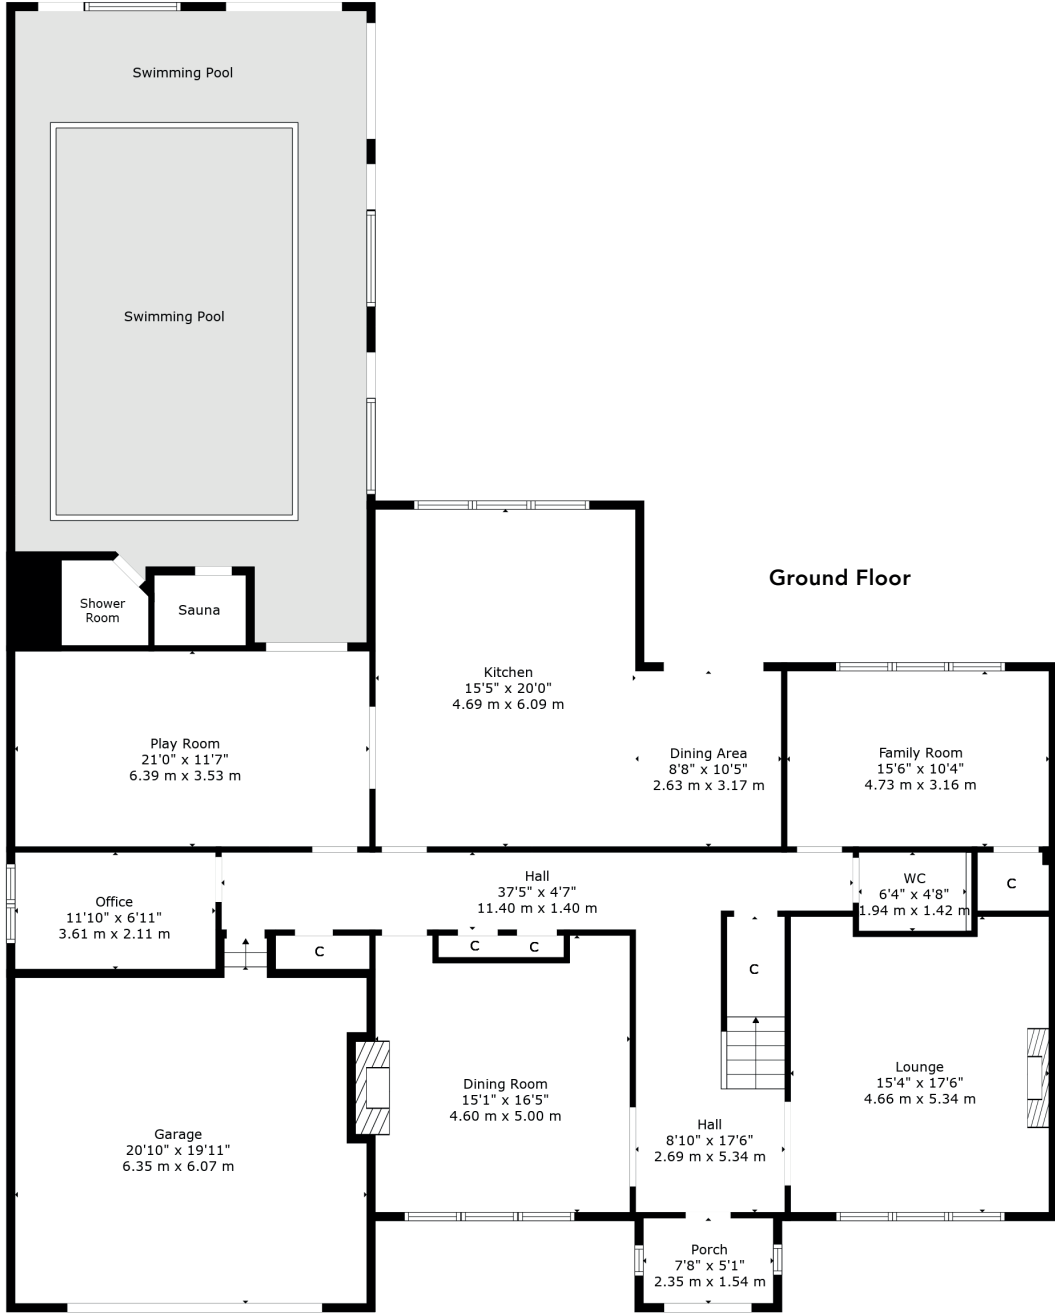 Swimming Pool
Swimming Pool
Ground Floor
Shower
Room
Sauna
Kitchen
15'5" x 20'0"
4.69 m x 6.09 m
Play Room
21'0" x 11'7"
6.39 m x 3.53 m
Dining Area
8'8" x 10'5"
2.63 m x 3.17 m
Family Room
15'6" x 10'4"
4.73 m x 3.16 m
Hall
37'5" x 4'7"
11.40 m x 1.40 m
WC
6'4" x 4'8"
1.94 m x 1.42 m
C
Office
11'10" x 6'11"
3.61 m x 2.11 m
C
C
C
C
Dining Room
15'1" x 16'5"
4.60 m x 5.00 m
Lounge
15'4" x 17'6"
4.66 m x 5.34 m
Garage
20'10" x 19'11"
6.35 m x 6.07 m
Hall
8'10" x 17'6"
2.69 m x 5.34 m
Porch
7'8" x 5'1"
2.35 m x 1.54 m